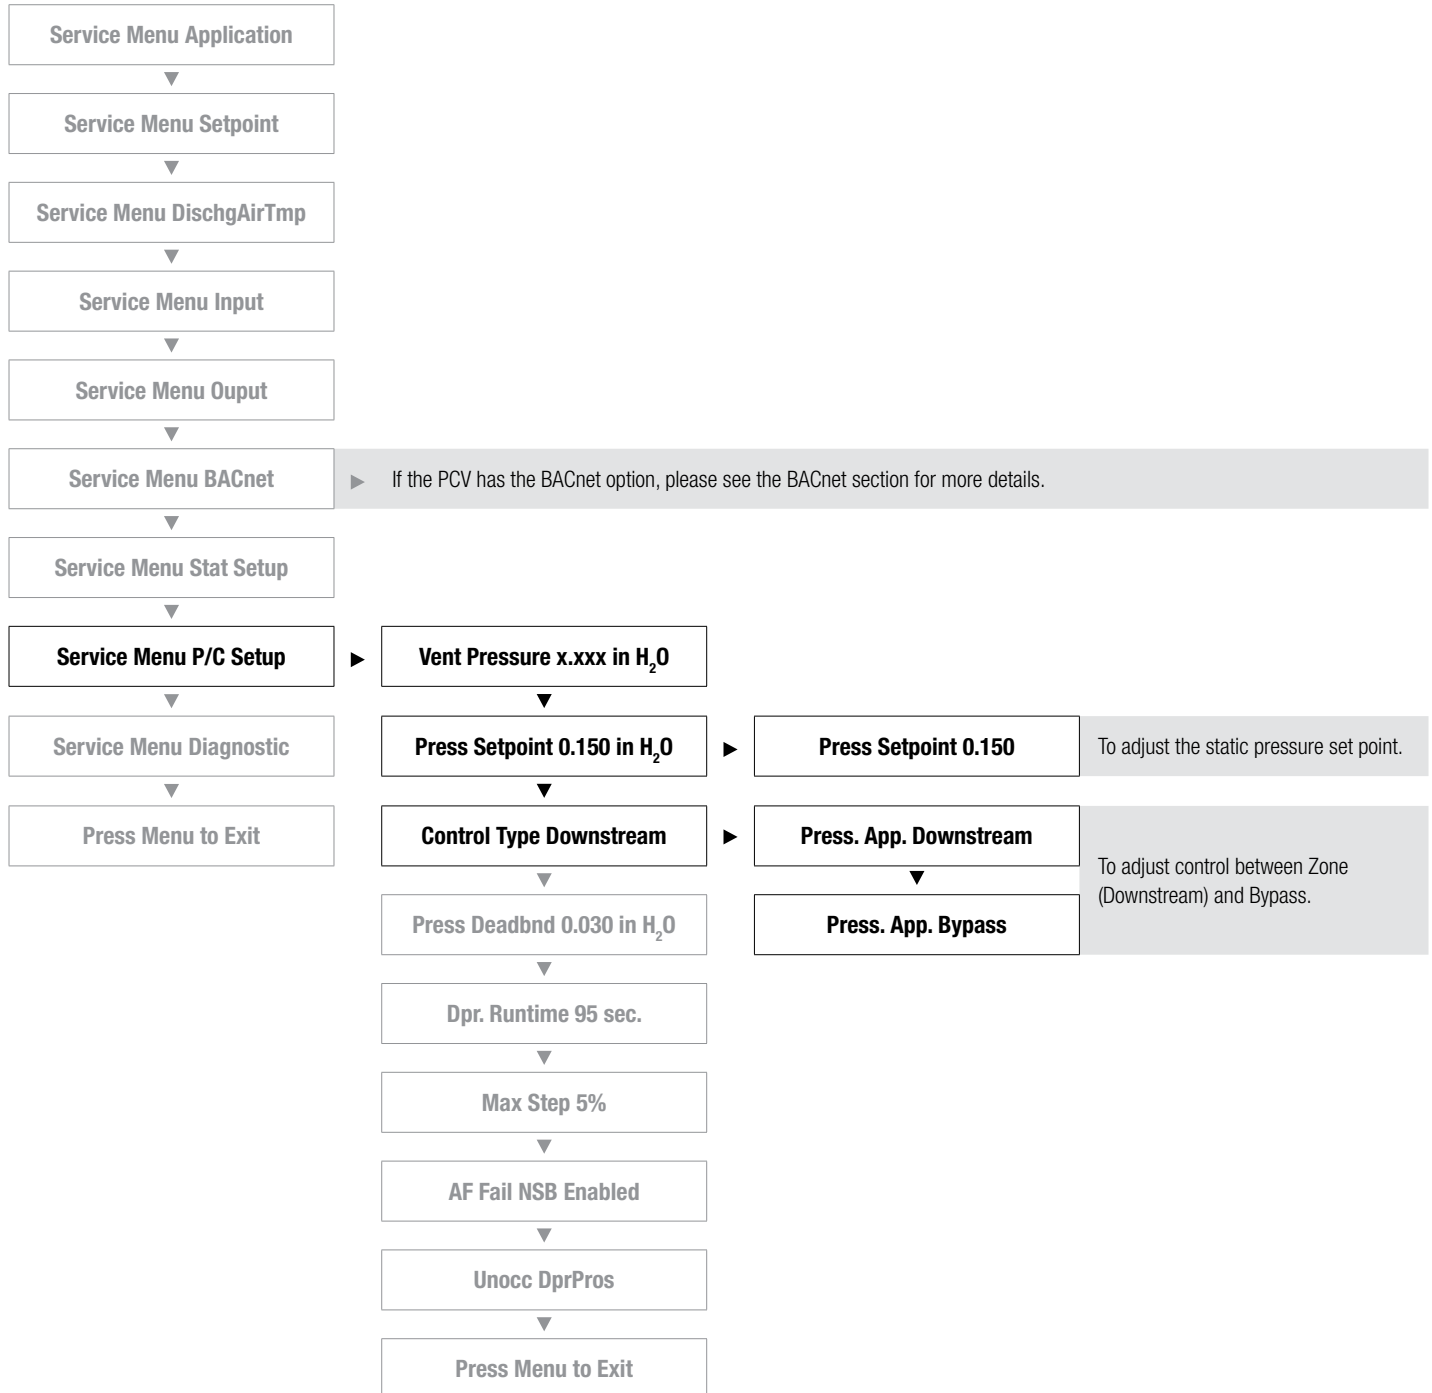 Service Menu Application
Service Menu Setpoint
Service Menu DischgAirTmp
Service Menu Input
Service Menu Ouput
Service Menu BACnet
If the PCV has the BACnet option, please see the BACnet section for more details.
Service Menu Stat Setup
Service Menu P/C Setup
Vent Pressure x.xxx in H₂O
Service Menu Diagnostic
Press Setpoint 0.150 in H₂O
Press Setpoint 0.150
To adjust the static pressure set point.
Press Menu to Exit
Control Type Downstream
Press. App. Downstream
To adjust control between Zone
(Downstream) and Bypass.
Press Deadbnd 0.030 in H₂O
Press. App. Bypass
Dpr. Runtime 95 sec.
Max Step 5%
AF Fail NSB Enabled
Unocc DprPros
Press Menu to Exit